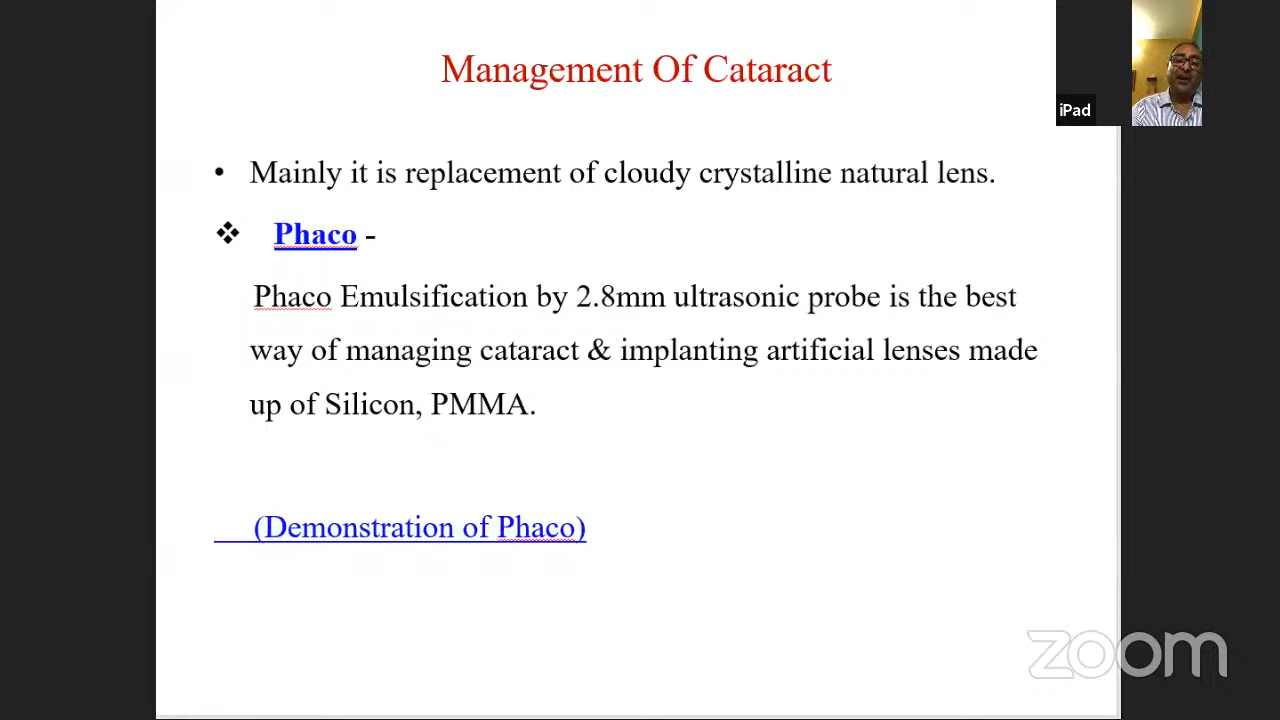 Management Of Cataract
iPad
• Mainly it is replacement of cloudy crystalline natural lens.
❖ Phaco -
Phaco Emulsification by 2.8mm ultrasonic probe is the best
way of managing cataract & implanting artificial lenses made
up of Silicon, PMMA.
(Demonstration of Phaco)
zoom